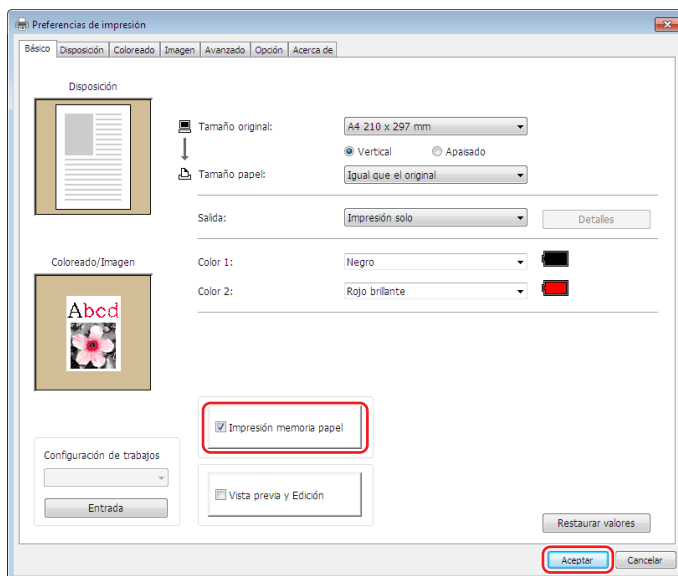 Preferencias de impresión
Básico Disposición Coloreado Imagen Avanzado Opción Acerca de
Disposición
Tamaño original: A4 210 x 297 mm
Vertical Apaisado
Tamaño papel: Igual que el original
Salida: Impresión solo Detalles
Coloreado/Imagen
Color 1: Negro
Color 2: Rojo brillante
Abcd
Impresión memoria papel
Configuración de trabajos
Vista previa y Edición
Entrada
Restaurar valores
Aceptar Cancelar